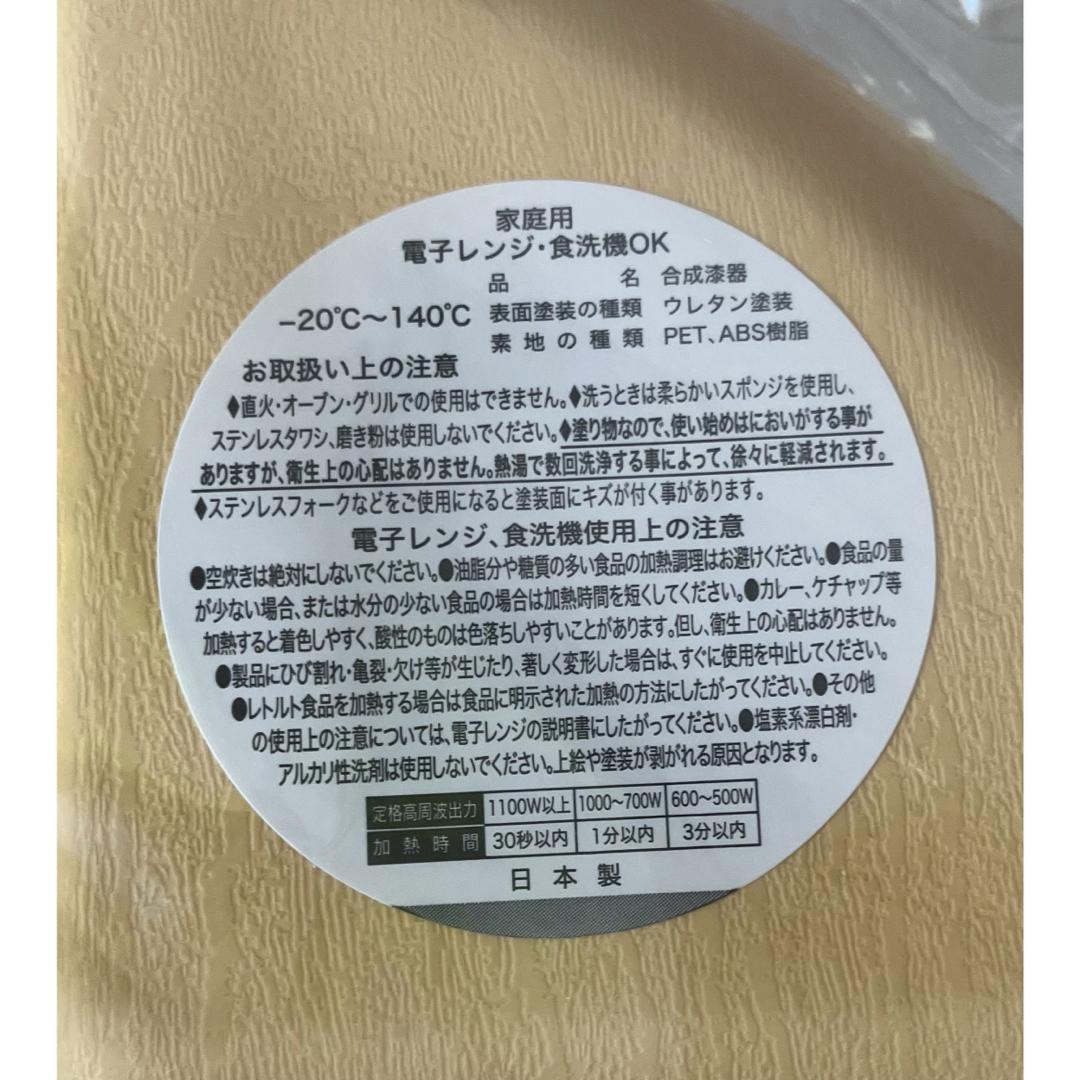 家庭用
電子レンジ・食洗機OK
品名 合成漆器
−20℃〜140℃ 表面塗装の種類 ウレタン塗装
素地の種類 PET、ABS樹脂
お取扱い上の注意
♦直火・オーブン・グリルでの使用はできません。♦洗うときは柔らかいスポンジを使用し、
ステンレスタワシ、磨き粉は使用しないでください。♦塗り物なので、使い始めはにおいがする事が
ありますが、衛生上の心配はありません。熱湯で数回洗浄する事によって、徐々に軽減されます。
♦ステンレスフォークなどをご使用になると塗装面にキズが付く事があります。
電子レンジ、食洗機使用上の注意
●空炊きは絶対にしないでください。●油脂分や糖質の多い食品の加熱調理はお避けください。●食品の量
が少ない場合、または水分の少ない食品の場合は加熱時間を短くしてください。●カレー、ケチャップ等
加熱すると着色しやすく、酸性のものは色落ちしやすいことがあります。但し、衛生上の心配はありません。
●製品にひび割れ・亀裂・欠け等が生じたり、著しく変形した場合は、すぐに使用を中止してください。
●レトルト食品を加熱する場合は食品に明示された加熱の方法にしたがってください。●その他
の使用上の注意については、電子レンジの説明書にしたがってください。●塩素系漂白剤・
アルカリ性洗剤は使用しないでください。上絵や塗装が剥がれる原因となります。
定格高周波出力 1100W以上 1000〜700W 600〜500W
加熱時間 30秒以内 1分以内 3分以内
日本製